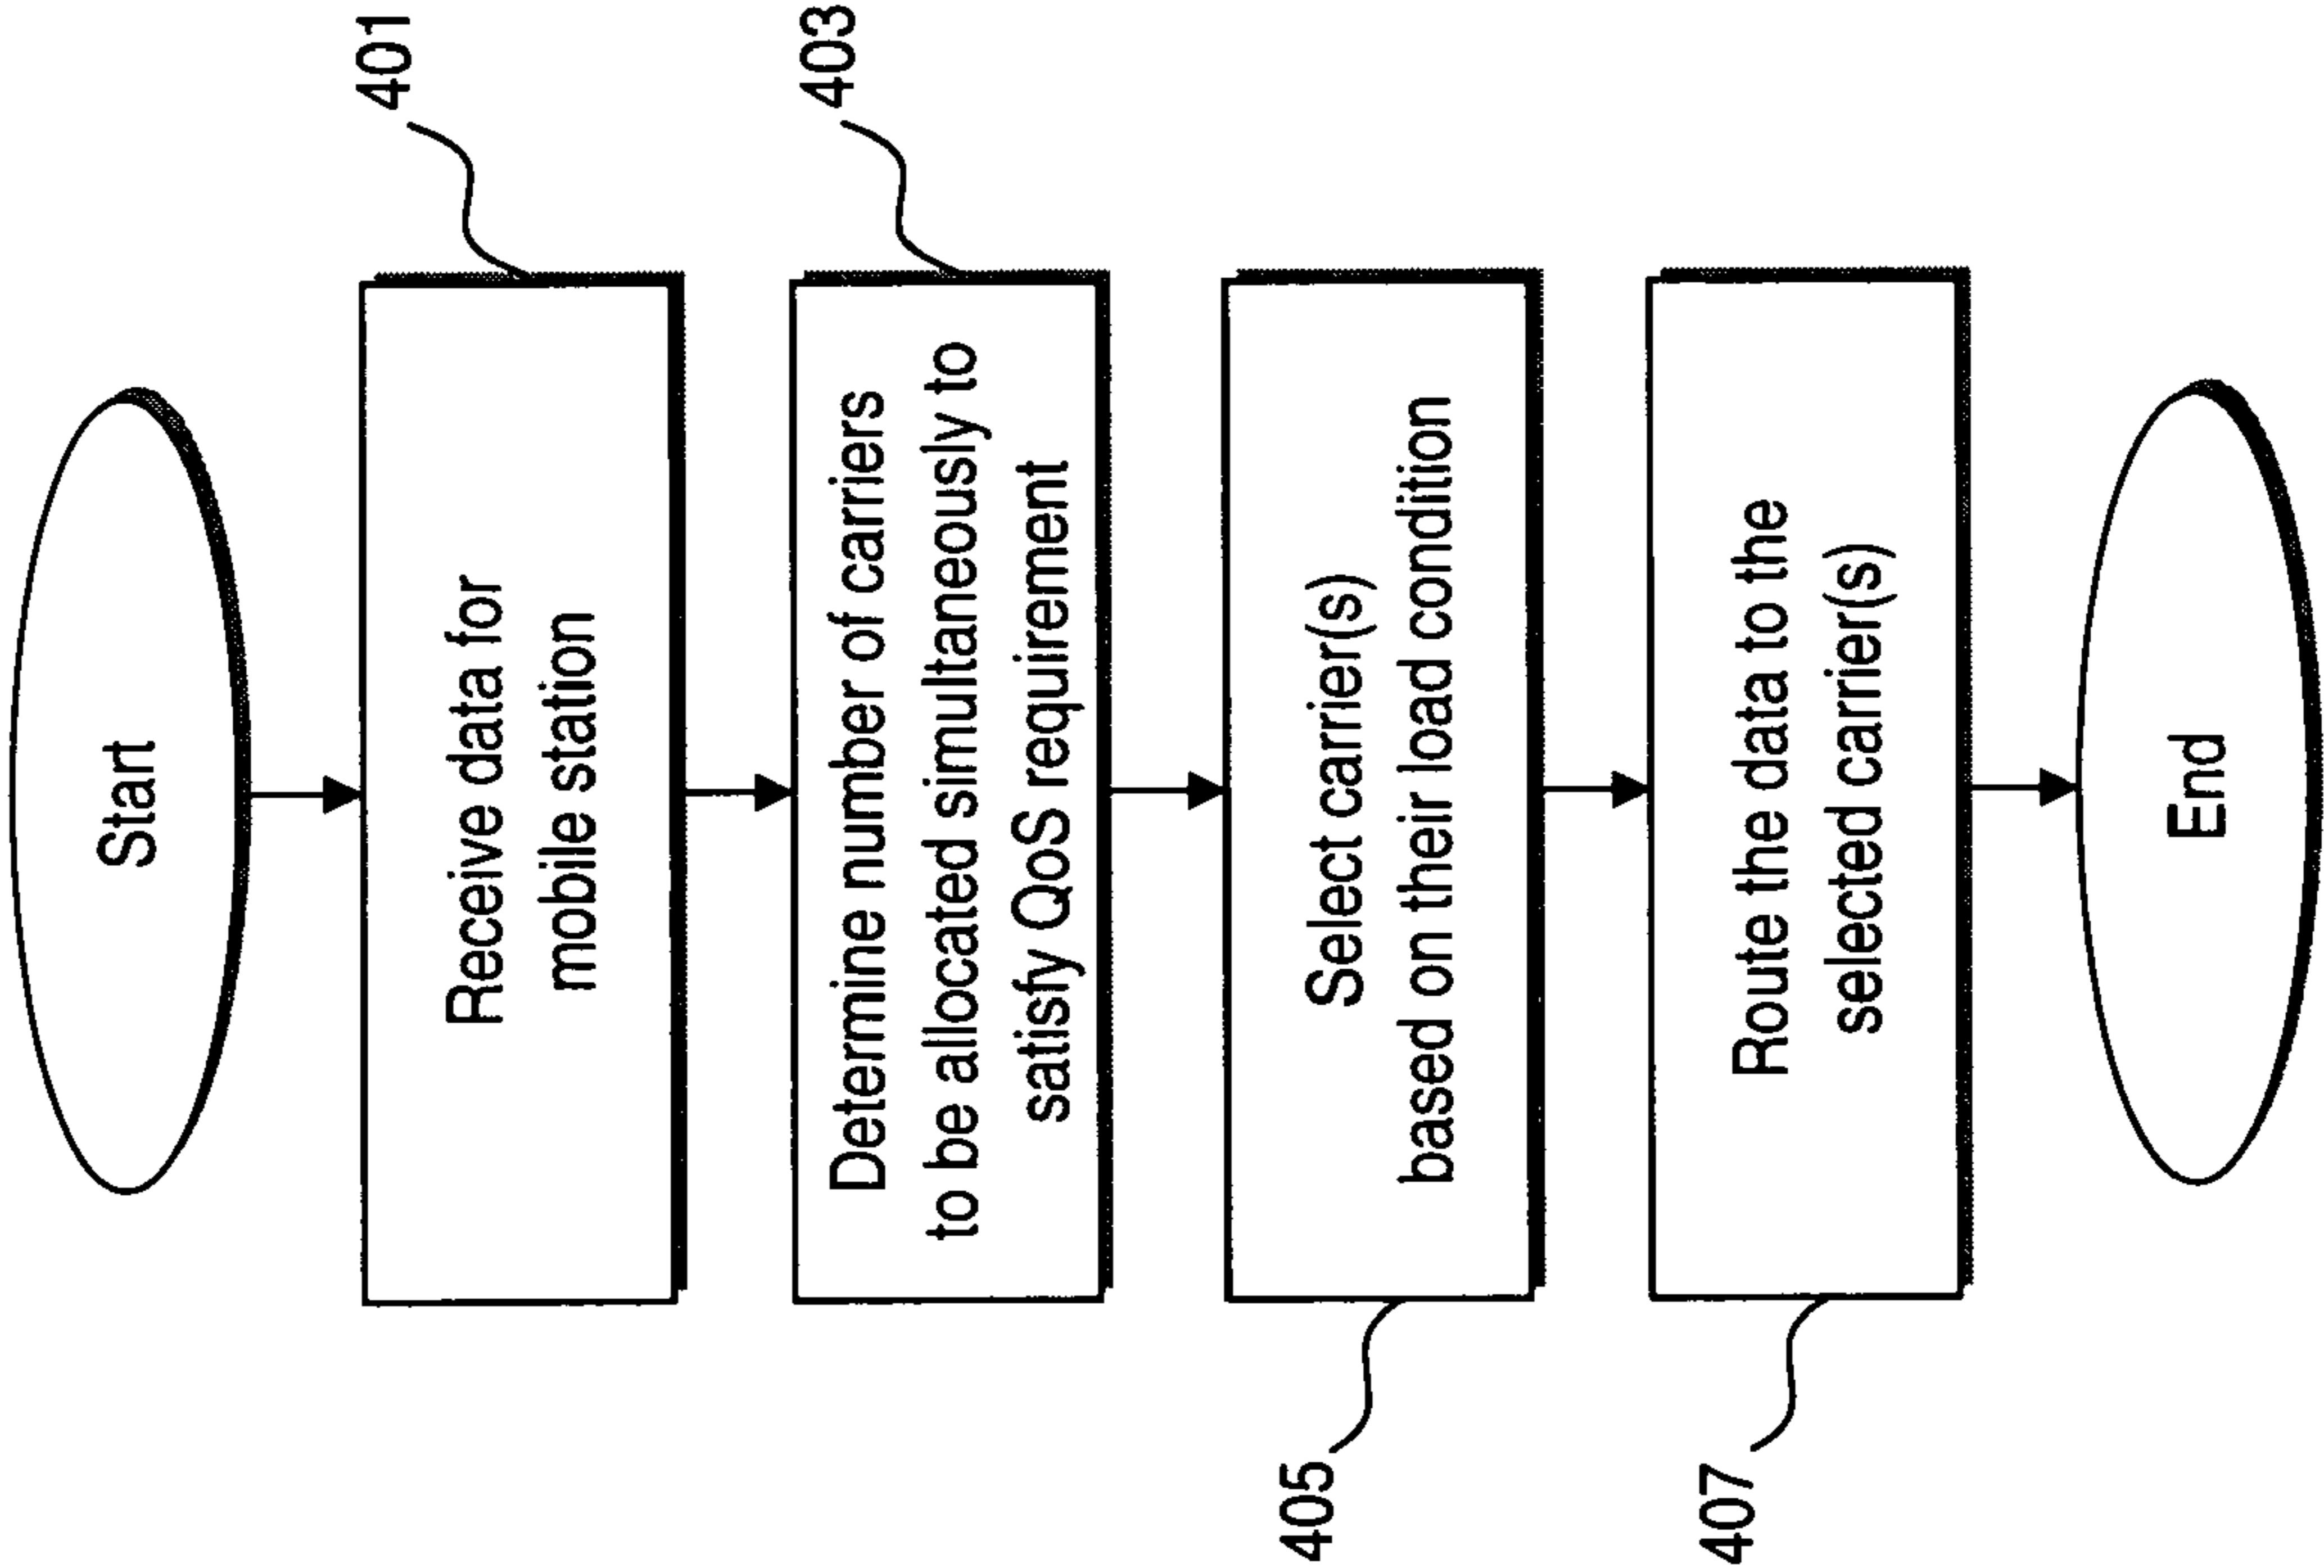 Start
401
Receive data for
mobile station
403
Determine number of carriers
to be allocated simultaneously to
satisfy QoS requirement
405
Select carrier(s)
based on their load condition
407
Route the data to the
selected carrier(s)
End